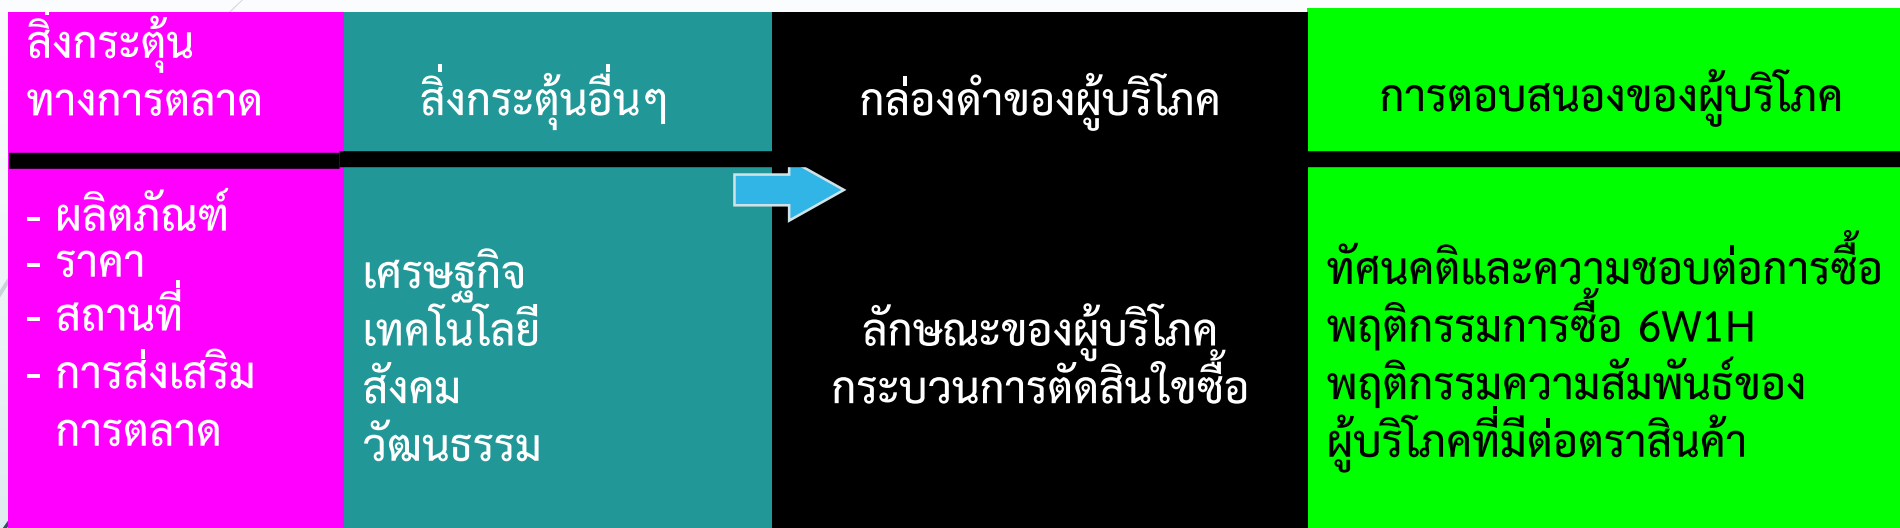 สิ่งกระตุ้น
ทางการตลาด
สิ่งกระตุ้นอื่นๆ
กล่องดำของผู้บริโภค
การตอบสนองของผู้บริโภค
- ผลิตภัณฑ์
- ราคา
- สถานที่
- การส่งเสริม
การตลาด
เศรษฐกิจ
เทคโนโลยี
สังคม
วัฒนธรรม
ลักษณะของผู้บริโภค
กระบวนการตัดสินใขซื้อ
ทัศนคติและความชอบต่อการซื้อ
พฤติกรรมการซื้อ 6W1H
พฤติกรรมความสัมพันธ์ของ
ผู้บริโภคที่มีต่อตราสินค้า